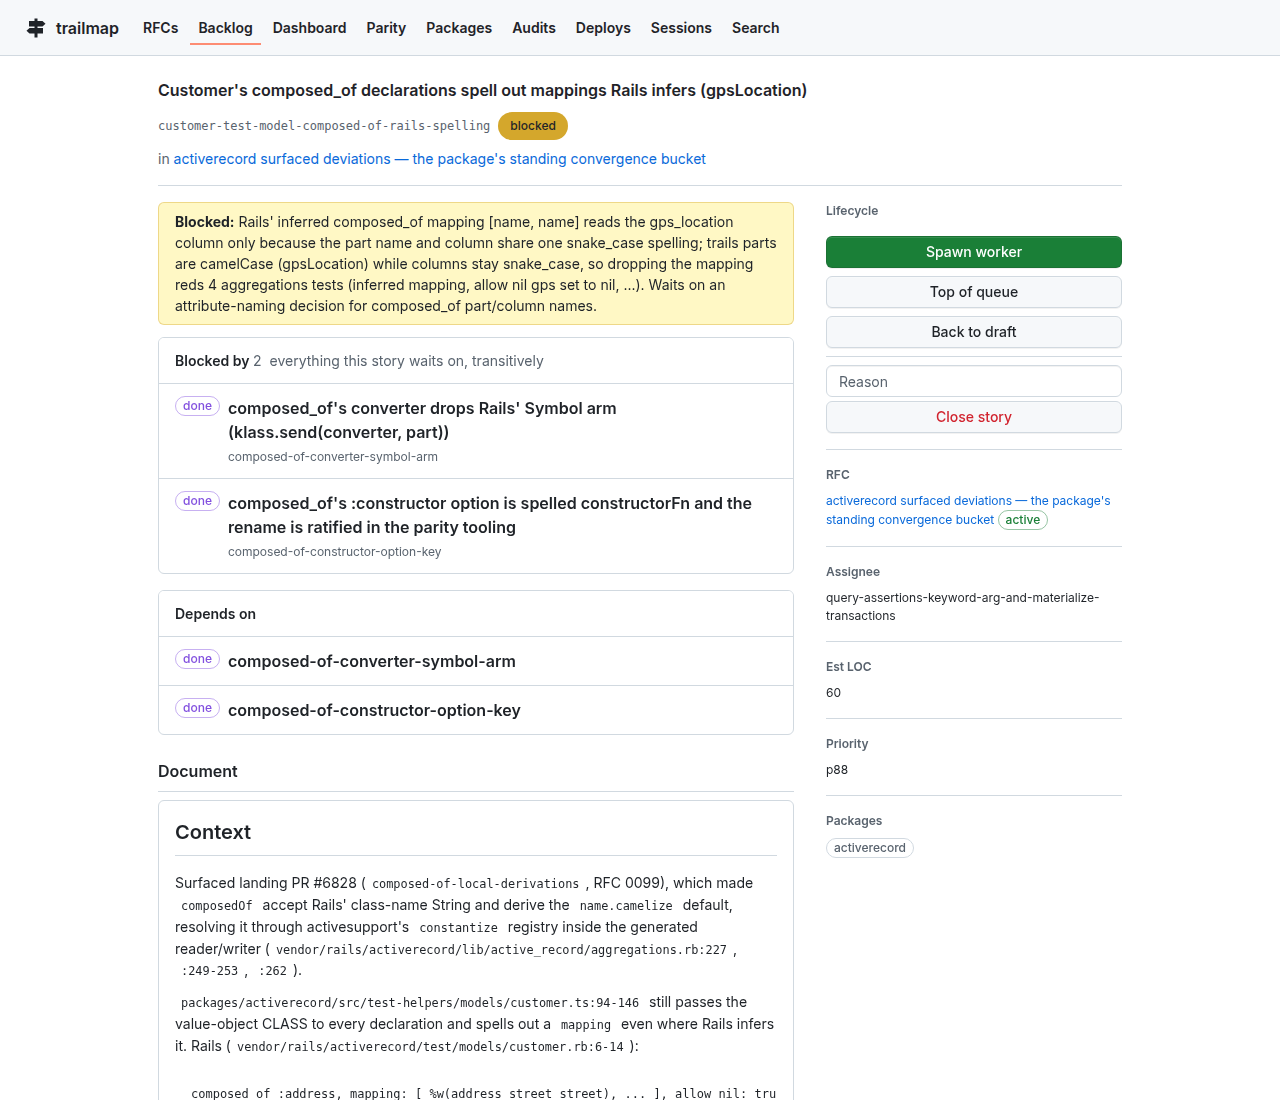 trailmap RFCs Backlog Dashboard Parity Packages Audits Deploys Sessions Search
Customer's composed_of declarations spell out mappings Rails infers (gpsLocation)
customer-test-model-composed-of-rails-spelling blocked
in activerecord surfaced deviations — the package's standing convergence bucket
Blocked: Rails' inferred composed_of mapping [name, name] reads the gps_location
column only because the part name and column share one snake_case spelling; trails parts
are camelCase (gpsLocation) while columns stay snake_case, so dropping the mapping
reds 4 aggregations tests (inferred mapping, allow nil gps set to nil, ...). Waits on an
attribute-naming decision for composed_of part/column names.
Blocked by 2 everything this story waits on, transitively
done composed_of's converter drops Rails' Symbol arm
(klass.send(converter, part))
composed-of-converter-symbol-arm
done composed_of's :constructor option is spelled constructorFn and the
rename is ratified in the parity tooling
composed-of-constructor-option-key
Depends on
done composed-of-converter-symbol-arm
done composed-of-constructor-option-key
Document
Context
Surfaced landing PR #6828 ( composed-of-local-derivations , RFC 0099), which made
composedOf accept Rails' class-name String and derive the name.camelize default,
resolving it through activesupport's constantize registry inside the generated
reader/writer ( vendor/rails/activerecord/lib/active_record/aggregations.rb:227 ,
:249-253 , :262 ).
packages/activerecord/src/test-helpers/models/customer.ts:94-146 still passes the
value-object CLASS to every declaration and spells out a mapping even where Rails infers
it. Rails ( vendor/rails/activerecord/test/models/customer.rb:6-14 ):
composed_of :address, mapping: [ %w(address_street street), ... ], allow_nil: tru
Lifecycle
Spawn worker
Top of queue
Back to draft
Reason
Close story
RFC
activerecord surfaced deviations — the package's
standing convergence bucket active
Assignee
query-assertions-keyword-arg-and-materialize-
transactions
Est LOC
60
Priority
p88
Packages
activerecord